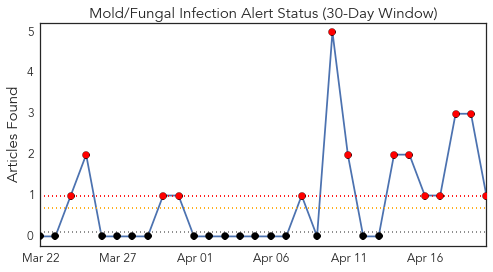 Mold/Fungal Infection Alert Status (30-Day Window)
Articles Found
5
4
3
2
1
0
Mar 22 Mar 27 Apr 01 Apr 06 Apr 11 Apr 16